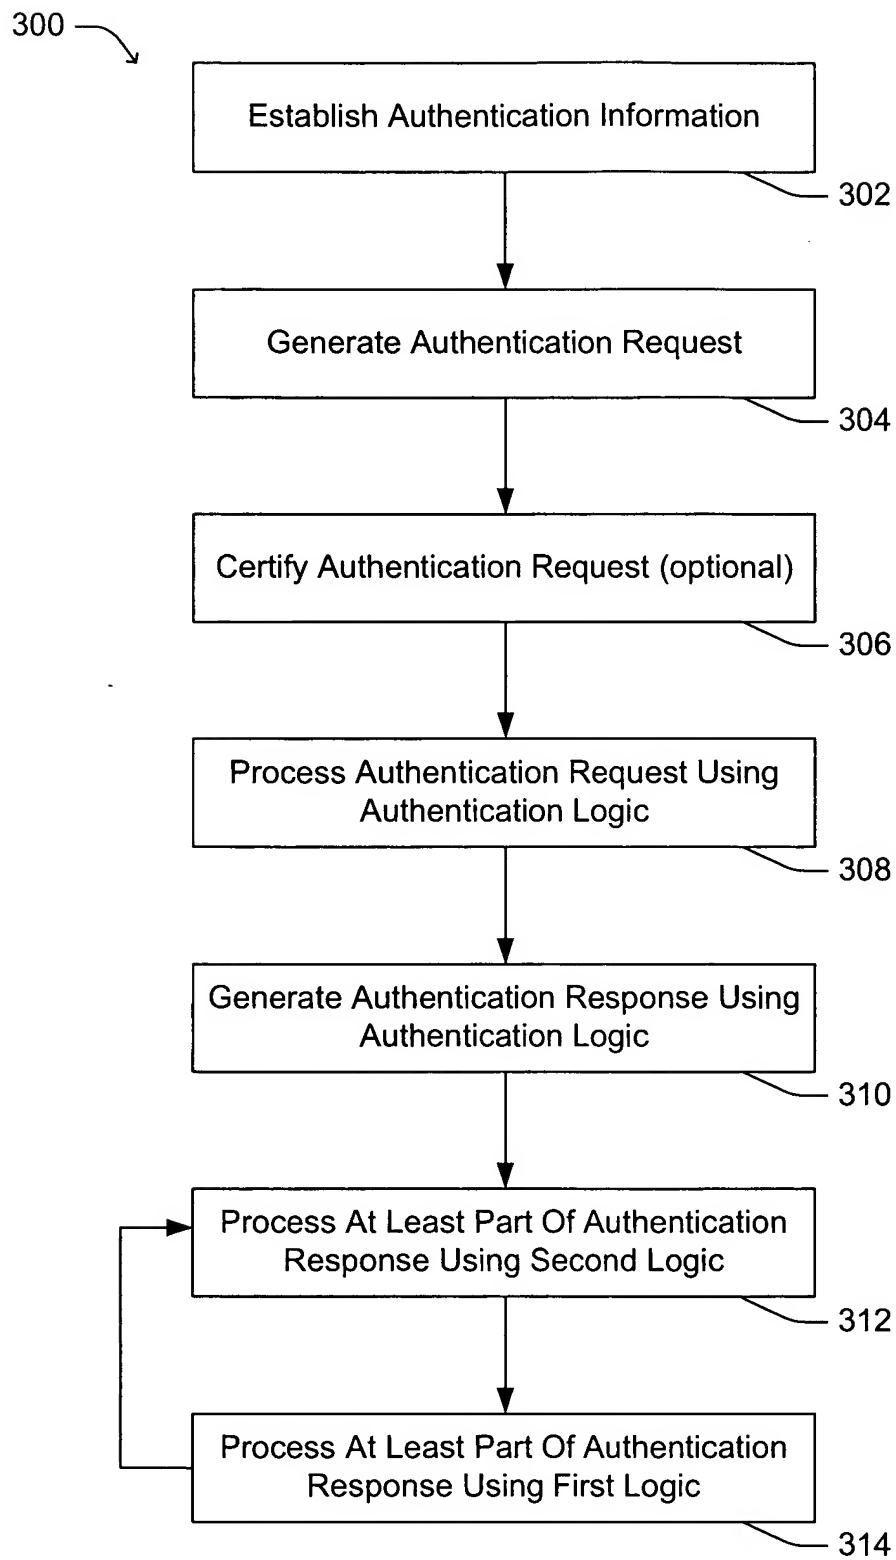 300
Establish Authentication Information
302
Generate Authentication Request
304
Certify Authentication Request (optional)
306
Process Authentication Request Using
Authentication Logic
308
Generate Authentication Response Using
Authentication Logic
310
Process At Least Part Of Authentication
Response Using Second Logic
312
Process At Least Part Of Authentication
Response Using First Logic
314